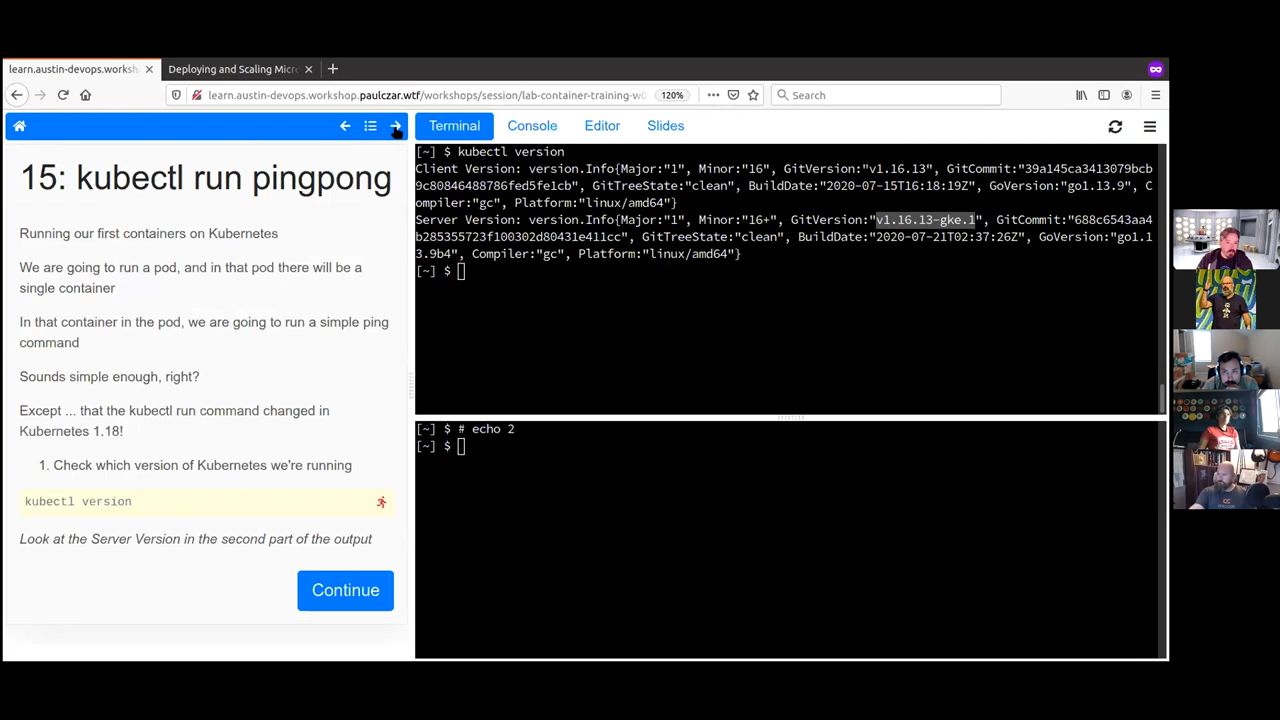 learn.austin-devops.worksh
Deploying and Scaling Micr
learn.austin-devops.workshop.paulczar.wtf/workshops/session/lab-container-training-w
120%
Search
Terminal
Console
Editor
Slides
15: kubectl run pingpong
Running our first containers on Kubernetes
We are going to run a pod, and in that pod there will be a
single container
In that container in the pod, we are going to run a simple ping
command
Sounds simple enough, right?
Except ... that the kubectl run command changed in
Kubernetes 1.18!
1. Check which version of Kubernetes we're running
kubectl version
Look at the Server Version in the second part of the output
Continue
[~] $ kubectl version
Client Version: version.Info{Major:"1", Minor:"16", GitVersion:"v1.16.13", GitCommit:"39a145ca3413079bcb
9c80846488786fed5fe1cb", GitTreeState:"clean", BuildDate:"2020-07-15T16:18:19Z", GoVersion:"go1.13.9", C
ompiler:"gc", Platform:"linux/amd64"}
Server Version: version.Info{Major:"1", Minor:"16+", GitVersion:"v1.16.13-gke.1", GitCommit:"688c6543aa4
b285355723f100302d80431e411cc", GitTreeState:"clean", BuildDate:"2020-07-21T02:37:26Z", GoVersion:"go1.1
3.9b4", Compiler:"gc", Platform:"linux/amd64"}
[~] $
[~] $ # echo 2
[~] $